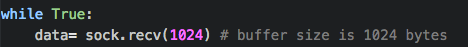 while True:
    data= sock.recv(1024) # buffer size is 1024 bytes